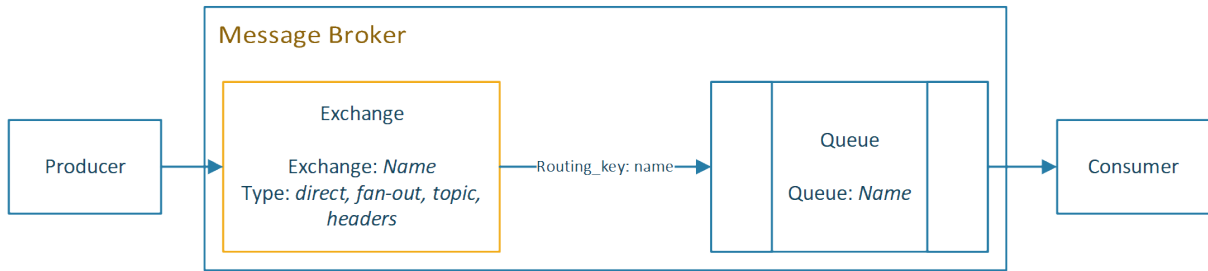 Message Broker
Producer
Exchange
Exchange: Name
Type: direct, fan-out, topic,
headers
Routing_key: name
Queue
Queue: Name
Consumer